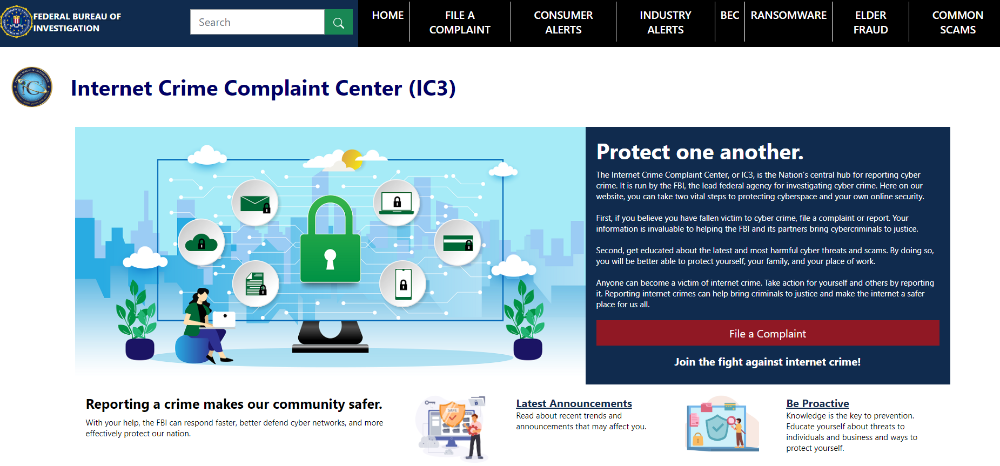 FEDERAL BUREAU OF
INVESTIGATION
Search
HOME
FILE A
COMPLAINT
CONSUMER
ALERTS
INDUSTRY
ALERTS
BEC
RANSOMWARE
ELDER
FRAUD
COMMON
SCAMS
Internet Crime Complaint Center (IC3)
Protect one another.
The Internet Crime Complaint Center, or IC3, is the Nation’s central hub for reporting cyber
crime. It is run by the FBI, the lead federal agency for investigating cyber crime. Here on our
website, you can take two vital steps to protecting cyberspace and your own online security.
First, if you believe you have fallen victim to cyber crime, file a complaint or report. Your
information is invaluable to helping the FBI and its partners bring cybercriminals to justice.
Second, get educated about the latest and most harmful cyber threats and scams. By doing so,
you will be better able to protect yourself, your family, and your place of work.
Anyone can become a victim of internet crime. Take action for yourself and others by reporting
it. Reporting internet crimes can help bring criminals to justice and make the internet a safer
place for us all.
File a Complaint
Join the fight against internet crime!
Reporting a crime makes our community safer.
With your help, the FBI can respond faster, better defend cyber networks, and more
effectively protect our nation.
SAFE
Latest Announcements
Read about recent trends and
announcements that may affect you.
Be Proactive
Knowledge is the key to prevention.
Educate yourself about threats to
individuals and business and ways to
protect yourself.